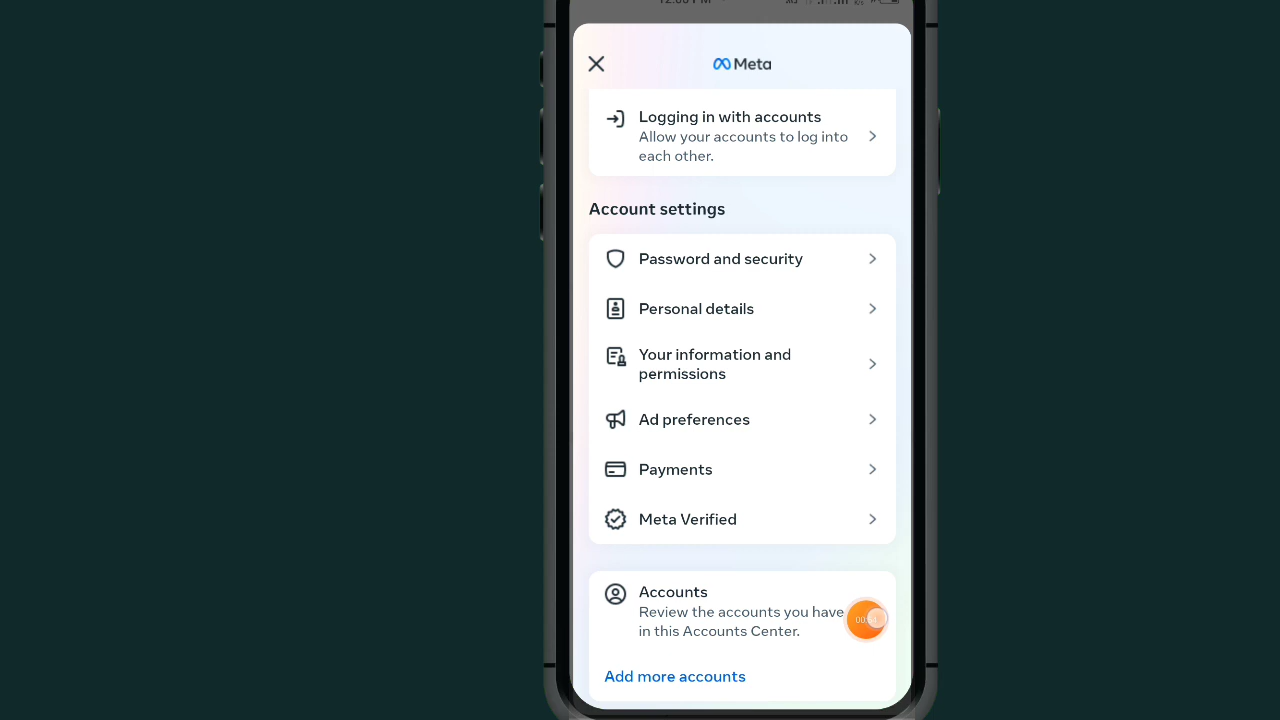 Meta
Logging in with accounts
Allow your accounts to log into
each other.
Account settings
Password and security
Personal details
Your information and
permissions
Ad preferences
Payments
Meta Verified
Accounts
Review the accounts you have
in this Accounts Center.
Add more accounts